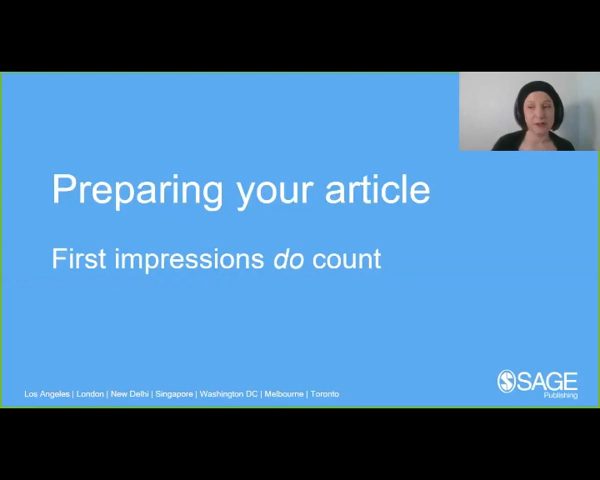 Preparing your article
First impressions do count
Los Angeles | London | New Delhi | Singapore | Washington DC | Melbourne | Toronto
SAGE
Publishing